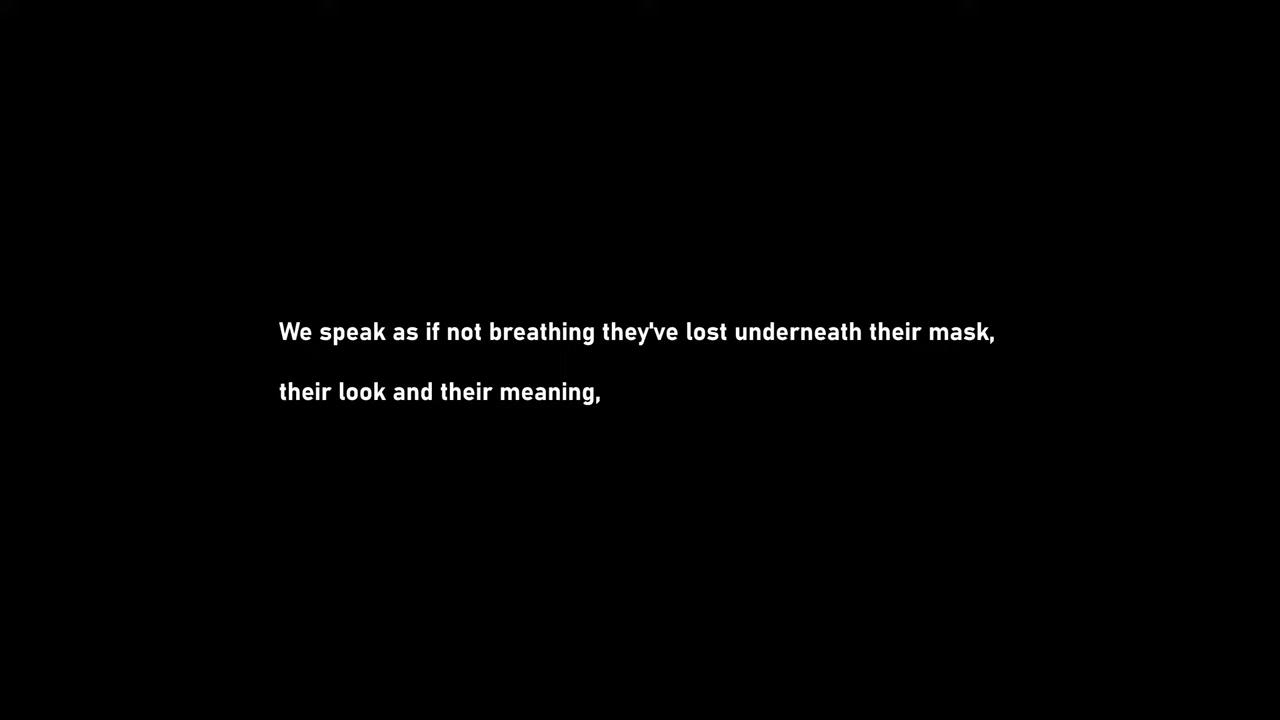 We speak as if not breathing they've lost underneath their mask,
their look and their meaning,